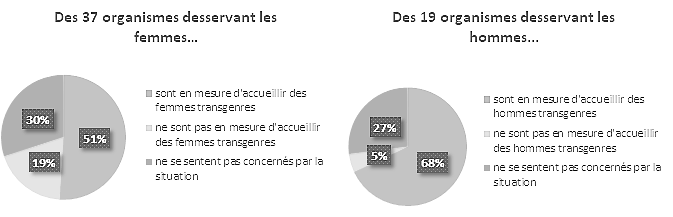 Des 37 organismes desservant les
femmes...
30%
51%
19%
sont en mesure d'accueillir des
femmes transgenres
ne sont pas en mesure d'accueillir
des femmes transgenres
ne se sentent pas concernés par la
situation
Des 19 organismes desservant les
hommes...
27%
5%
68%
sont en mesure d'accueillir des
hommes transgenres
ne sont pas en mesure d'accueillir
des hommes transgenres
ne se sentent pas concernés par la
situation